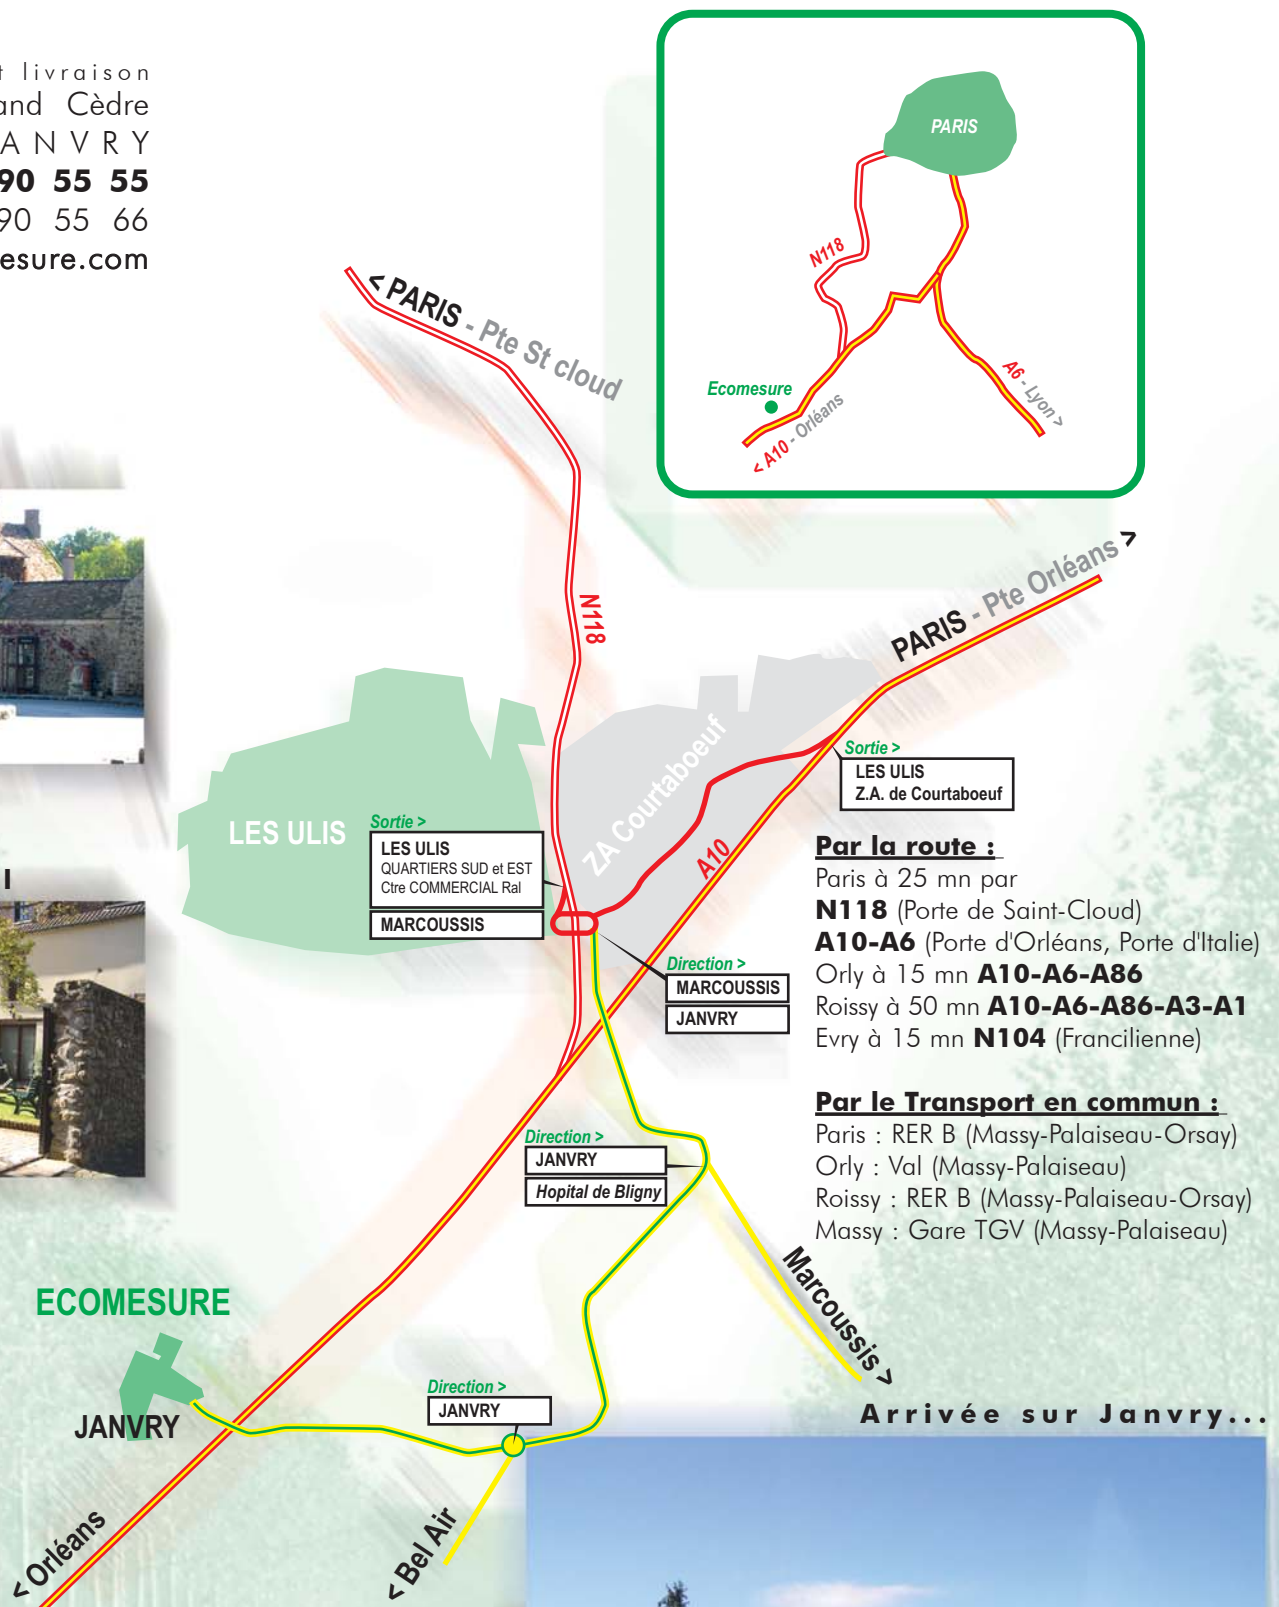 livraison
Cèdre
JANVRY
90 55 55
90 55 66
PARIS
N118
Ecomesure
< A10 - Orléans
A6 - Lyon >
< PARIS - Pte St cloud
N118
PARIS - Pte Orléans >
LES ULIS
ZA Courtaboeuf
A10
Sortie >
LES ULIS
Z.A. de Courtaboeuf
Sortie >
LES ULIS
QUARTIERS SUD et EST
Ctre COMMERCIAL Ral
MARCOUSSIS
Direction >
MARCOUSSIS
JANVRY
Par la route :
Paris à 25 mn par
N118 (Porte de Saint-Cloud)
A10-A6 (Porte d'Orléans, Porte d'Italie)
Orly à 15 mn A10-A6-A86
Roissy à 50 mn A10-A6-A86-A3-A1
Evry à 15 mn N104 (Francilienne)
Par le Transport en commun :
Paris : RER B (Massy-Palaiseau-Orsay)
Orly : Val (Massy-Palaiseau)
Roissy : RER B (Massy-Palaiseau-Orsay)
Massy : Gare TGV (Massy-Palaiseau)
Direction >
JANVRY
Hopital de Bligny
Marcoussis >
ECOMESURE
JANVRY
Direction >
JANVRY
Arrivée sur Janvry...
< Orléans
< Bel Air